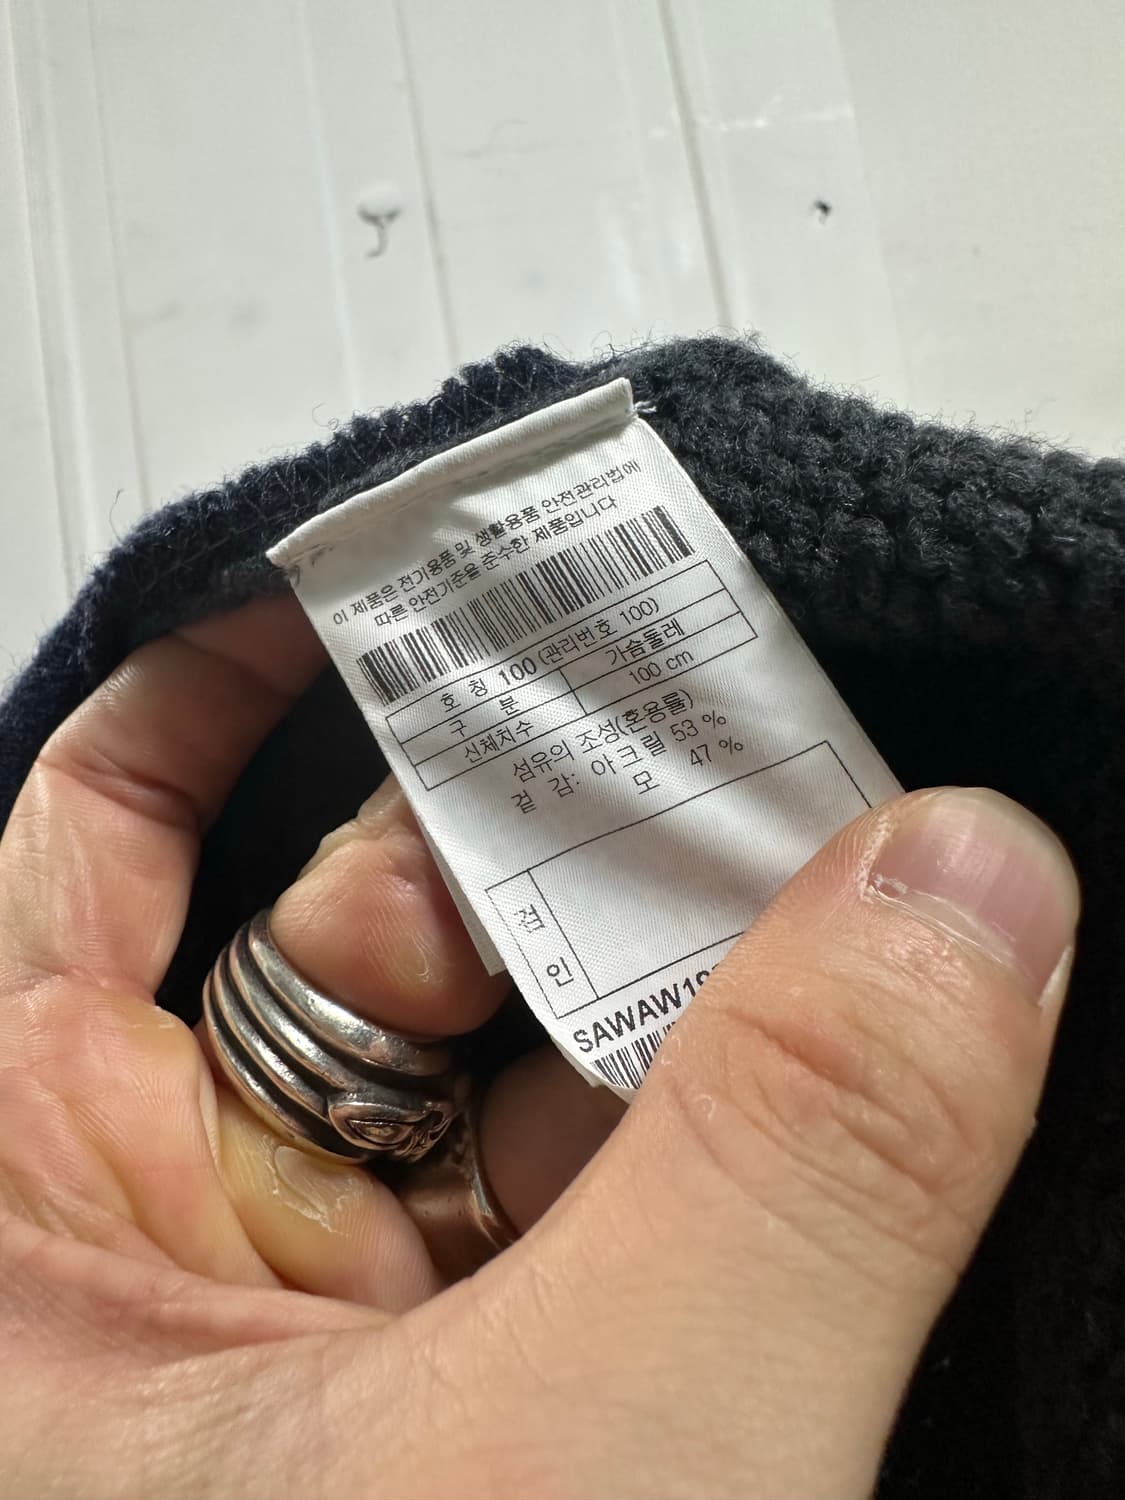 이 제품은 전기용품 및 생활용품 안전관리법에
따른 안전기준을 준수한 제품입니다
호 칭 100 (관리번호 100)
구 분 가슴둘레
신체치수 100 cm
섬유의 조성(혼용률)
겉 감: 아크릴 53 %
모 47 %
검
인